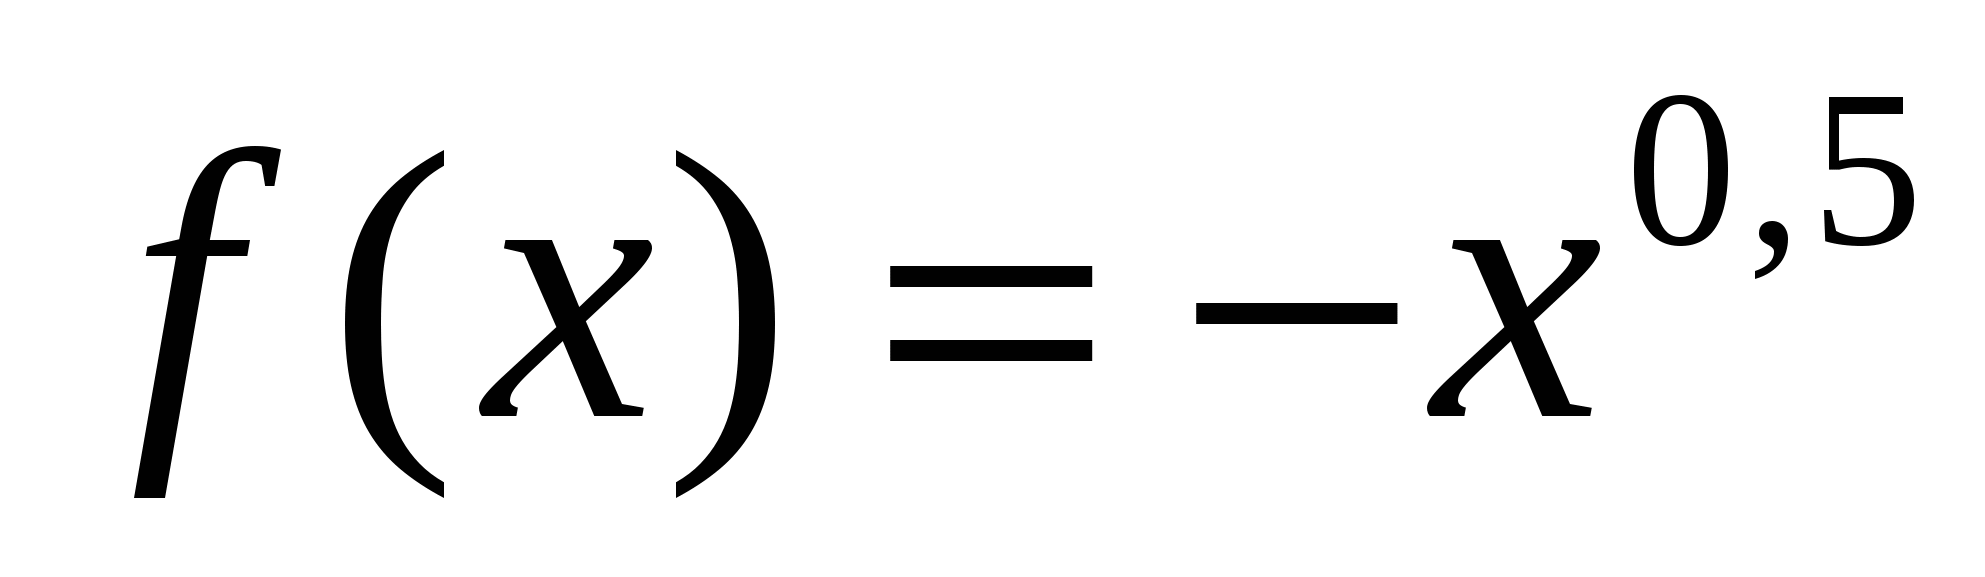 f(x) = −x^{0,5}